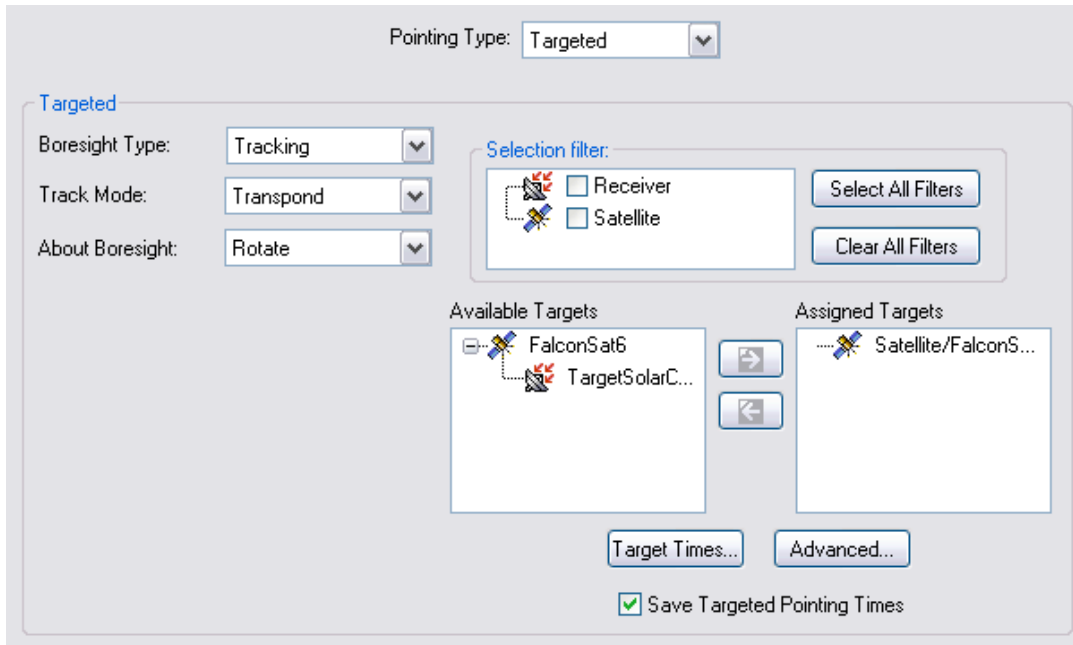 Pointing Type: Targeted
Targeted
Boresight Type: Tracking
Track Mode: Transpond
About Boresight: Rotate
Selection filter:
Receiver
Satellite
Select All Filters
Clear All Filters
Available Targets
FalconSat6
TargetSolarC...
Assigned Targets
Satellite/FalconS...
Target Times...
Advanced...
Save Targeted Pointing Times